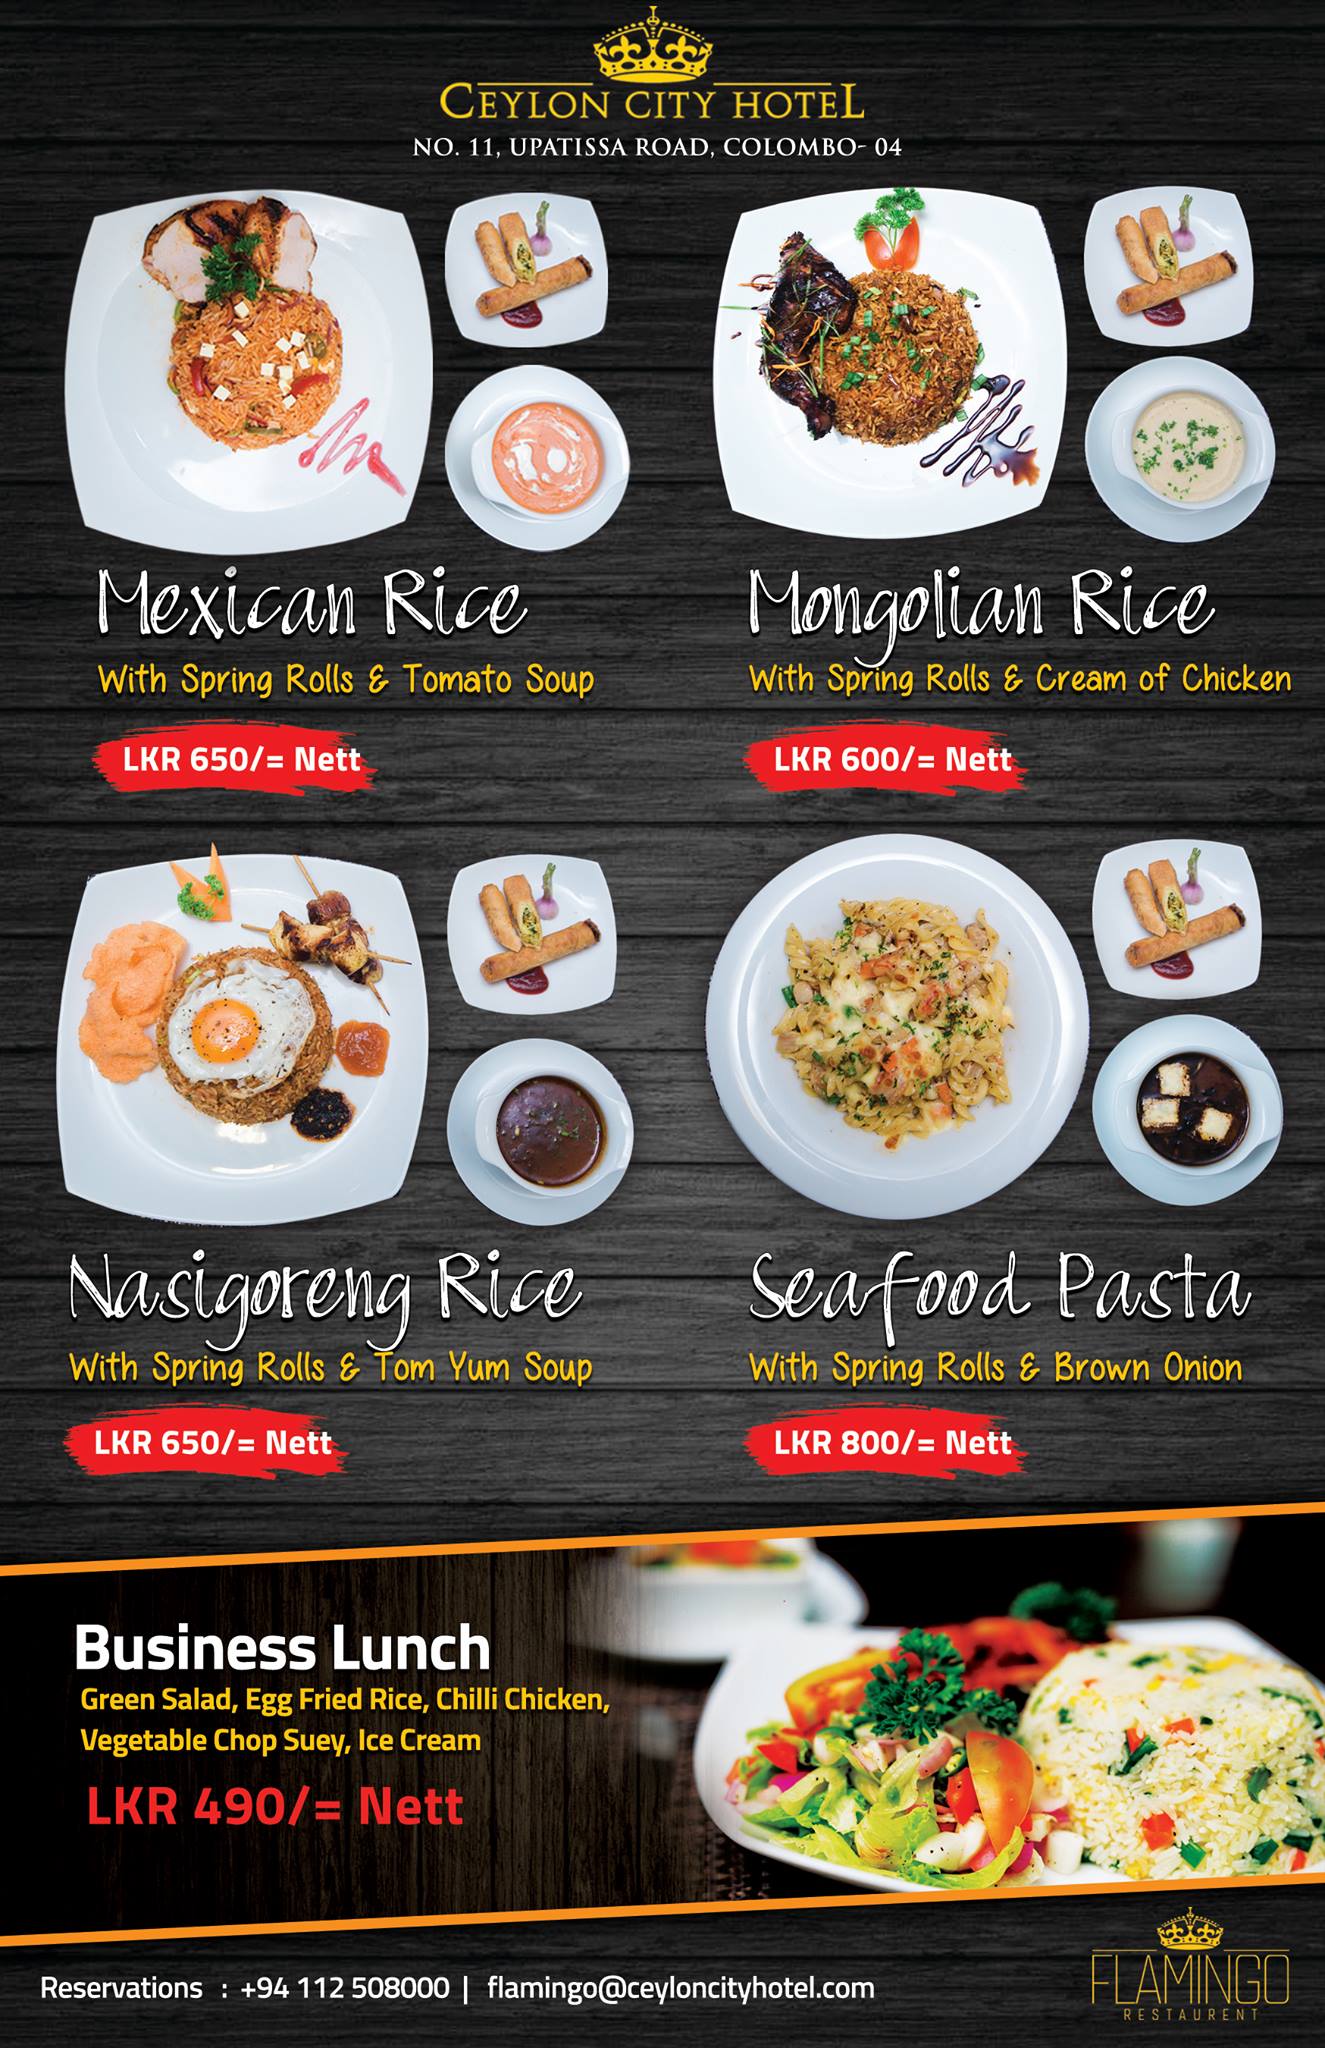 CEYLON CITY HOTEL
NO. 11, UPATISSA ROAD, COLOMBO- 04
Mexican Rice
With Spring Rolls & Tomato Soup
LKR 650/= Nett
Mongolian Rice
With Spring Rolls & Cream of Chicken
LKR 600/= Nett
Nasigoreng Rice
With Spring Rolls & Tom Yum Soup
LKR 650/= Nett
Seafood Pasta
With Spring Rolls & Brown Onion
LKR 800/= Nett
Business Lunch
Green Salad, Egg Fried Rice, Chilli Chicken,
Vegetable Chop Suey, Ice Cream
LKR 490/= Nett
Reservations : +94 112 508000 | flamingo@ceyloncityhotel.com
FLAMINGO
RESTAURENT